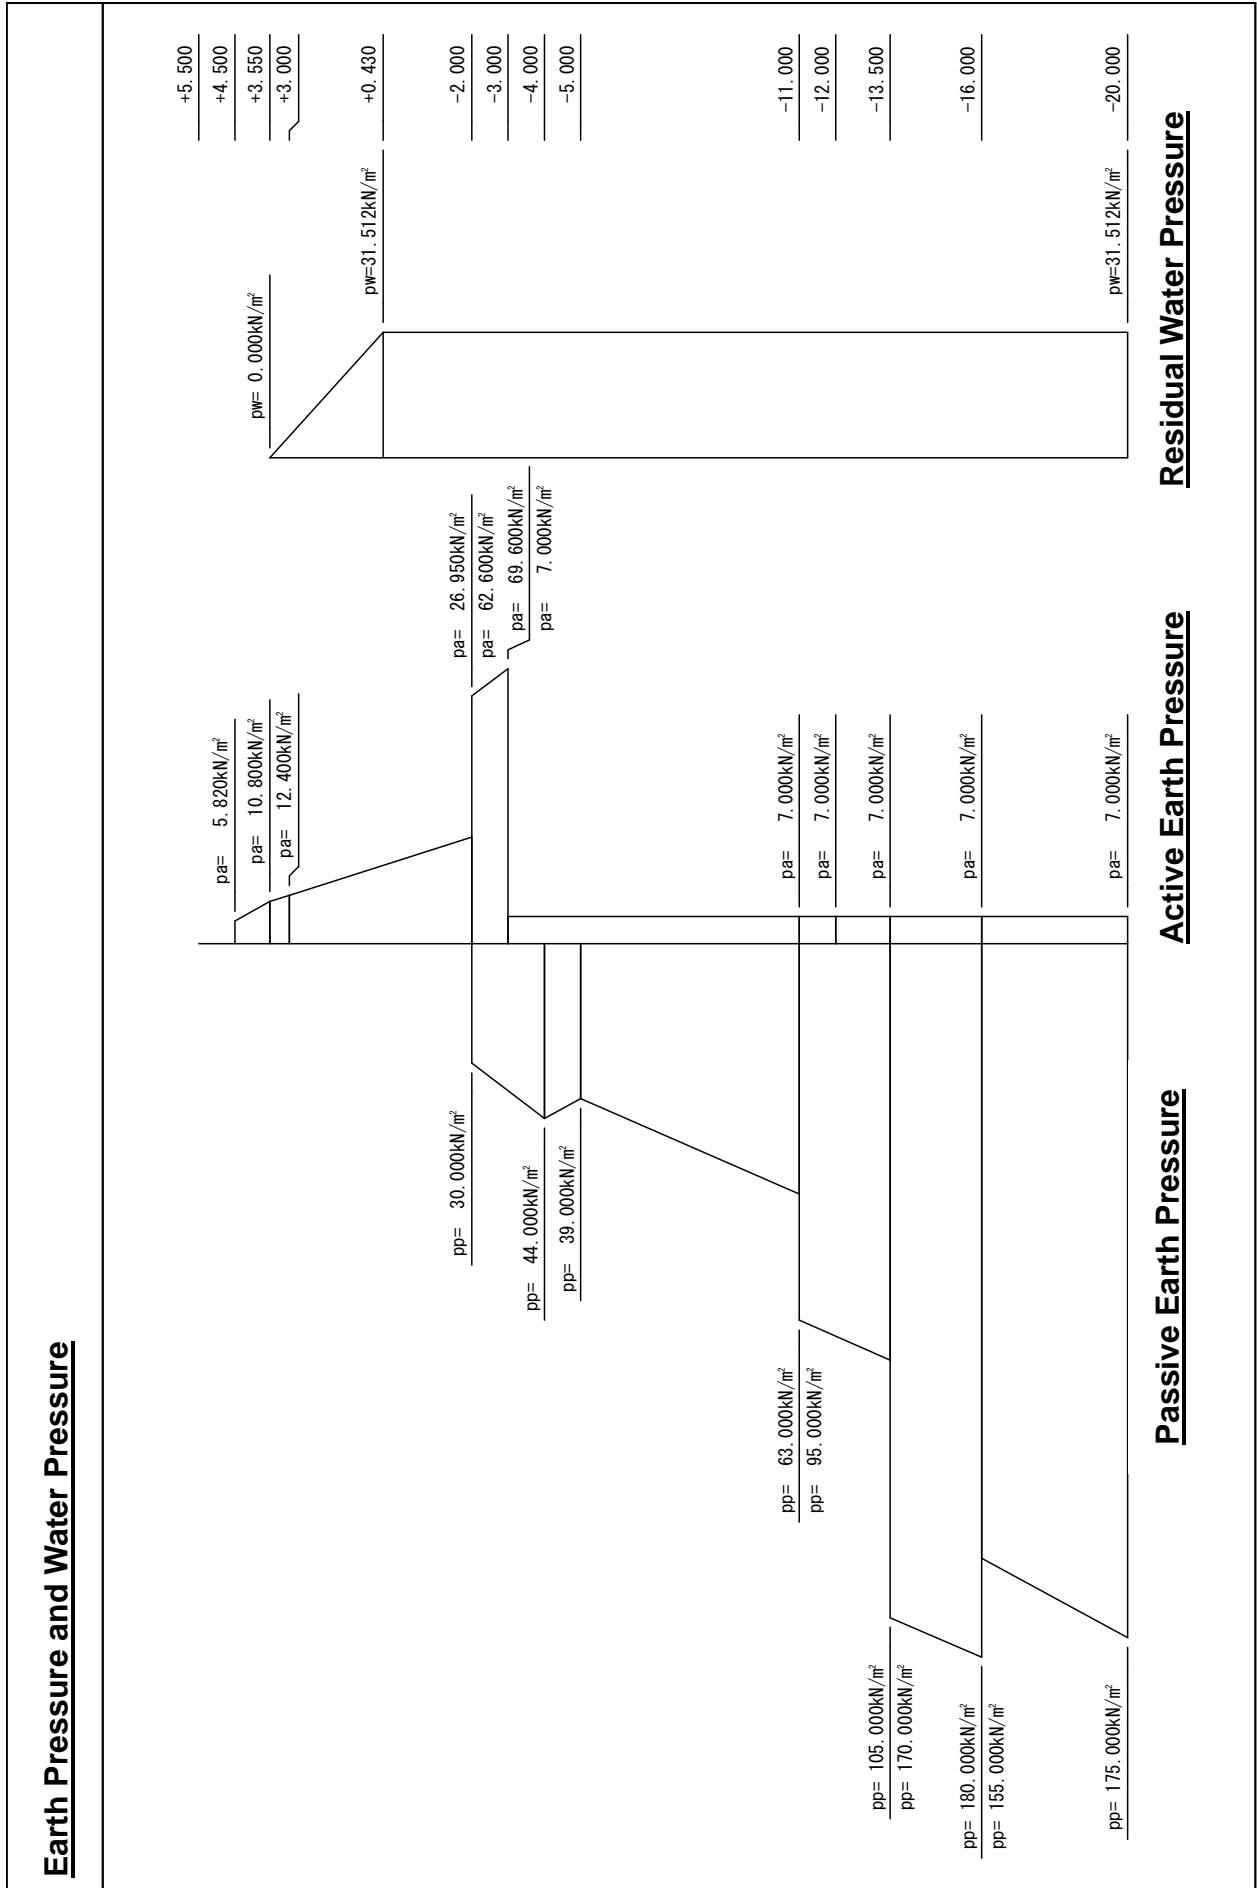 Earth Pressure and Water Pressure
+5.500
+4.500
+3.550
+3.000
+0.430
-2.000
-3.000
-4.000
-5.000
-11.000
-12.000
-13.500
-16.000
-20.000
pw= 0.000kN/m²
pw=31.512kN/m²
pw=31.512kN/m²
Residual Water Pressure
pa= 5.820kN/m²
pa= 10.800kN/m²
pa= 12.400kN/m²
pa= 26.950kN/m²
pa= 62.600kN/m²
pa= 69.600kN/m²
pa= 7.000kN/m²
pa= 7.000kN/m²
pa= 7.000kN/m²
pa= 7.000kN/m²
pa= 7.000kN/m²
pa= 7.000kN/m²
Active Earth Pressure
pp= 30.000kN/m²
pp= 44.000kN/m²
pp= 39.000kN/m²
pp= 63.000kN/m²
pp= 95.000kN/m²
pp= 105.000kN/m²
pp= 170.000kN/m²
pp= 180.000kN/m²
pp= 155.000kN/m²
pp= 175.000kN/m²
Passive Earth Pressure